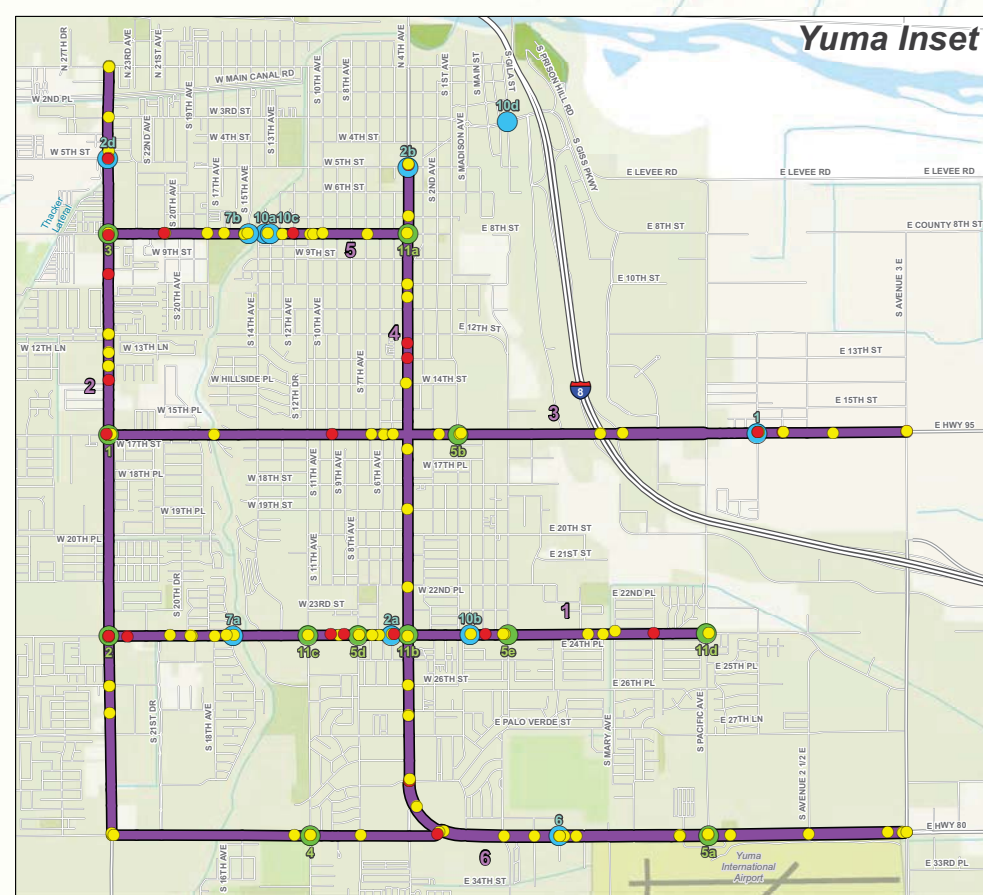 Yuma Inset
N 27TH DR
N 23RD AVE
N 21ST AVE
S 19TH AVE
W MAIN CANAL RD
S 10TH AVE
S 8TH AVE
N 4TH AVE
S 1ST AVE
S MAIN ST
S GILA ST
S PRISON HILL RD
W 2ND PL
W 3RD ST
S 22ND AVE
W 4TH ST
S 13TH AVE
W 4TH ST
S MADISON AVE
10d
S GISS PKWY
W 5TH ST
2d
S 17TH AVE
S 15TH AVE
W 5TH ST
2b
S 2ND AVE
E LEVEE RD
E LEVEE RD
E LEVEE RD
W 6TH ST
Thacker
Lateral
S 20TH AVE
7b
10a
10c
E 8TH ST
E 8TH ST
E COUNTY 8TH ST
3
W 9TH ST
W 9TH ST
5
11a
S 20TH AVE
E 10TH ST
S AVENUE 3 E
S 14TH AVE
S 12TH AVE
S 10TH AVE
4
E 12TH ST
W 12TH LN
W 13TH LN
S 7TH AVE
E 13TH ST
2
W HILLSIDE PL
S 12TH DR
W 14TH ST
8
W 15TH PL
3
1
E 15TH ST
E HWY 95
1
W 17TH ST
5b
W 18TH PL
W 18TH ST
S 11TH AVE
S 9TH AVE
S 6TH AVE
W 17TH PL
W 19TH PL
W 19TH ST
W 20TH PL
S 11TH AVE
S 8TH AVE
E 20TH ST
E 21ST ST
S 20TH DR
W 22ND PL
E 22ND PL
W 23RD ST
7a
2a
10b
1
2
11c
5d
11b
5e
E 24TH PL
11d
W 26TH ST
E 25TH PL
E 26TH PL
S 21ST DR
S 18TH AVE
E PALO VERDE ST
S MARY AVE
S PACIFIC AVE
E 27TH LN
S AVENUE 2 1/2 E
6
E HWY 80
4
6
5a
S 16TH AVE
E 34TH ST
Yuma
International
Airport
E 33RD PL